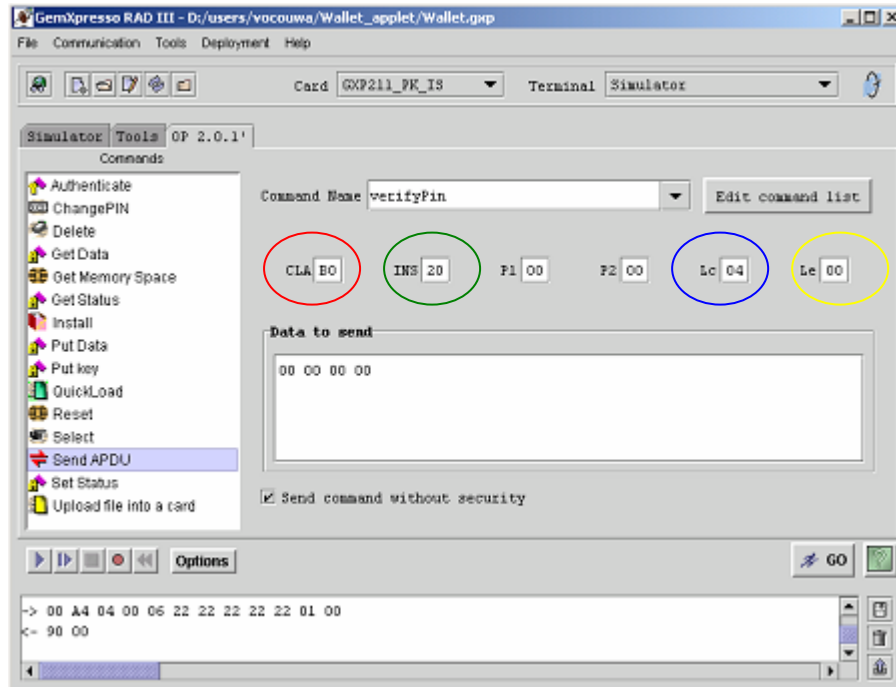 GemXpresso RAD III - D:/users/vocouwa/Wallet_applet/Wallet.gxp
File Communication Tools Deployment Help
Card GXP211_PK_IS Terminal Simulator
Simulator Tools OP 2.0.1'
Commands
Authenticate
ChangePIN
Delete
Get Data
Get Memory Space
Get Status
Install
Put Data
Put key
QuickLoad
Reset
Select
Send APDU
Set Status
Upload file into a card
Command Name verifyPin Edit command list
CLA B0 INS 20 P1 00 P2 00 Lc 04 Le 00
Data to send
00 00 00 00
Send command without security
Options GO
-> 00 A4 04 00 06 22 22 22 22 22 01 00
<- 90 00